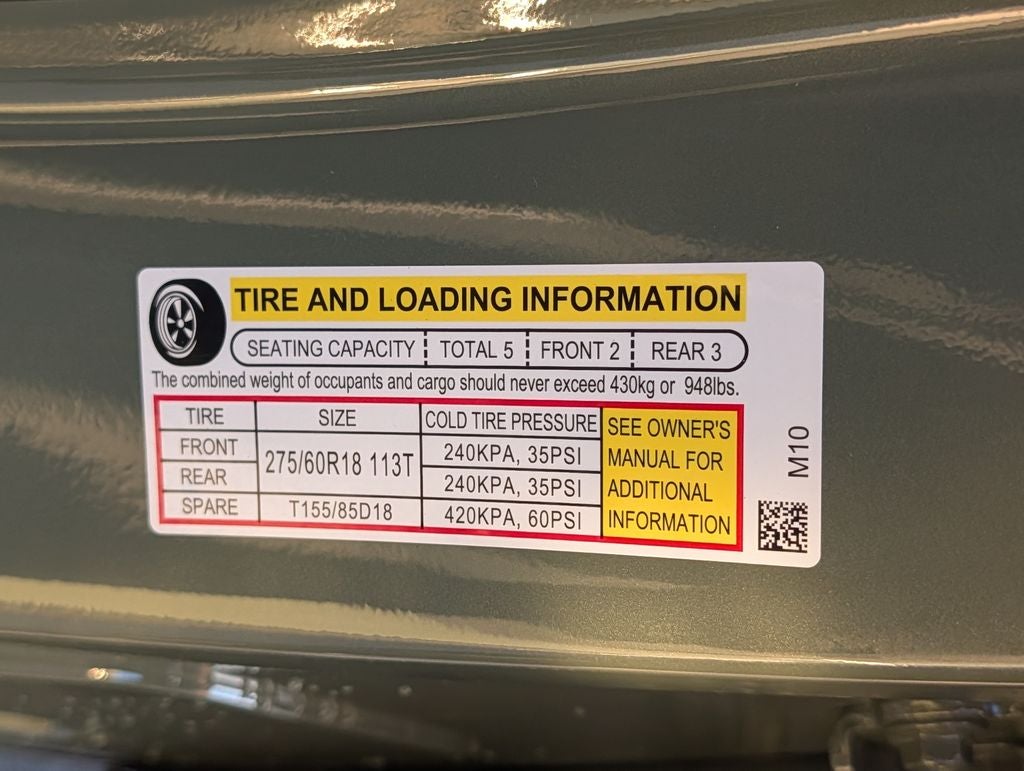 TIRE AND LOADING INFORMATION
SEATING CAPACITY TOTAL 5 FRONT 2 REAR 3
The combined weight of occupants and cargo should never exceed 430kg or 948lbs.
TIRE SIZE COLD TIRE PRESSURE
FRONT 275/60R18 113T 240KPA, 35PSI
REAR 240KPA, 35PSI
SPARE T155/85D18 420KPA, 60PSI
SEE OWNER'S
MANUAL FOR
ADDITIONAL
INFORMATION
M10